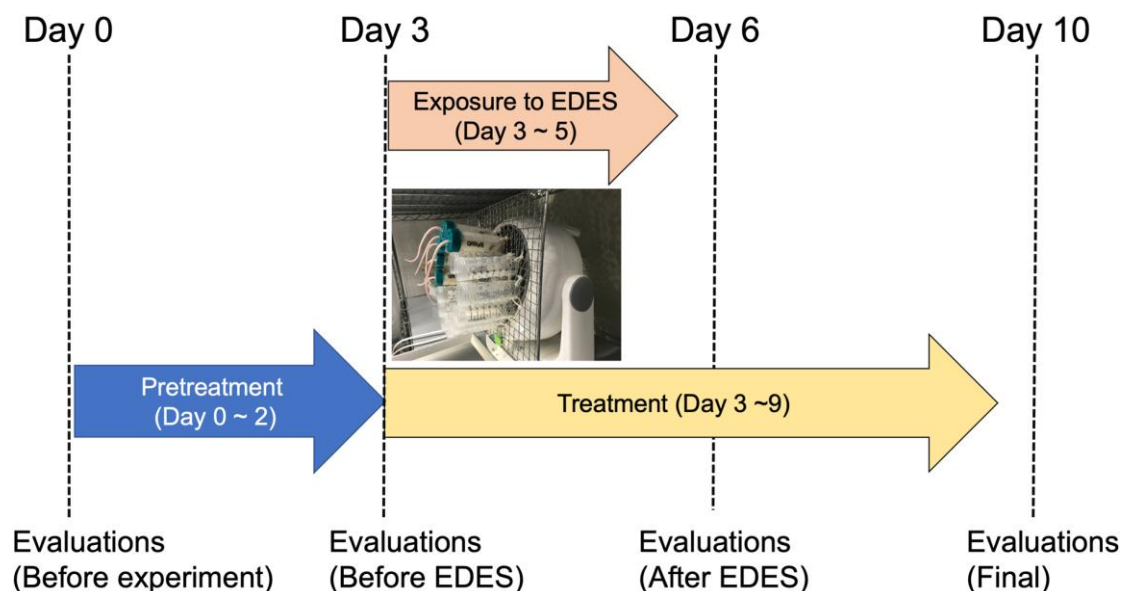 Day 0
Day 3
Day 6
Day 10
Exposure to EDES
(Day 3 ~ 5)
Pretreatment
(Day 0 ~ 2)
Treatment (Day 3 ~9)
Evaluations
(Before experiment)
Evaluations
(Before EDES)
Evaluations
(After EDES)
Evaluations
(Final)